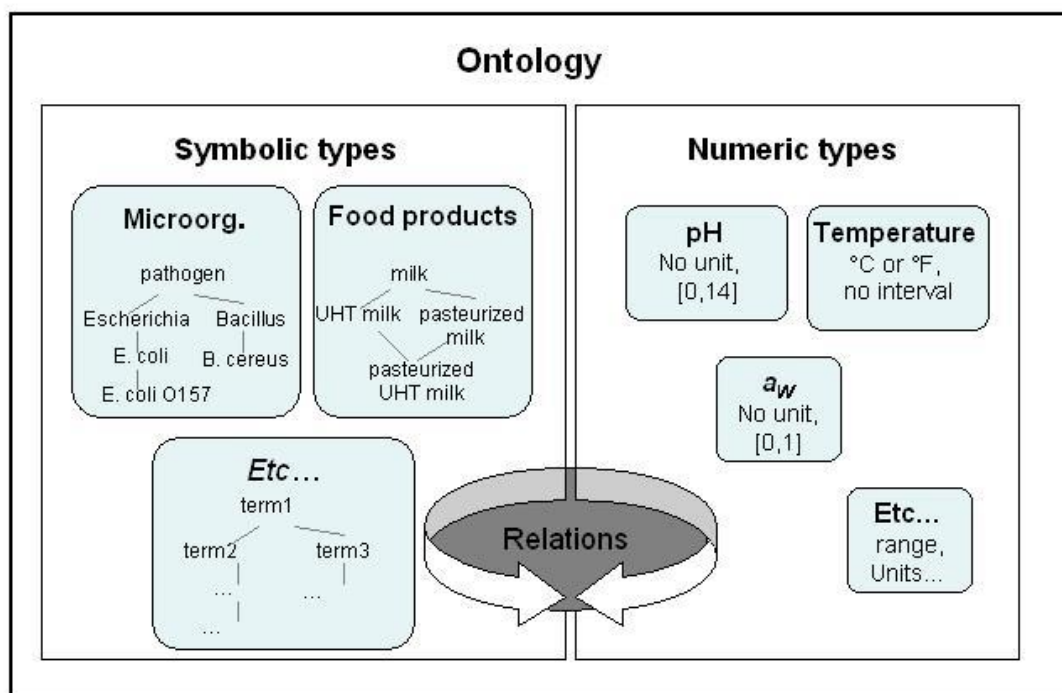 Ontology
Symbolic types
Microorg.
pathogen
Escherichia Bacillus
E. coli B. cereus
E. coli O157
Food products
milk
UHT milk pasteurized
milk
pasteurized
UHT milk
Etc...
term1
term2 term3
... ...
...
Relations
Numeric types
pH
No unit,
[0,14]
Temperature
°C or °F,
no interval
aw
No unit,
[0,1]
Etc...
range,
Units...